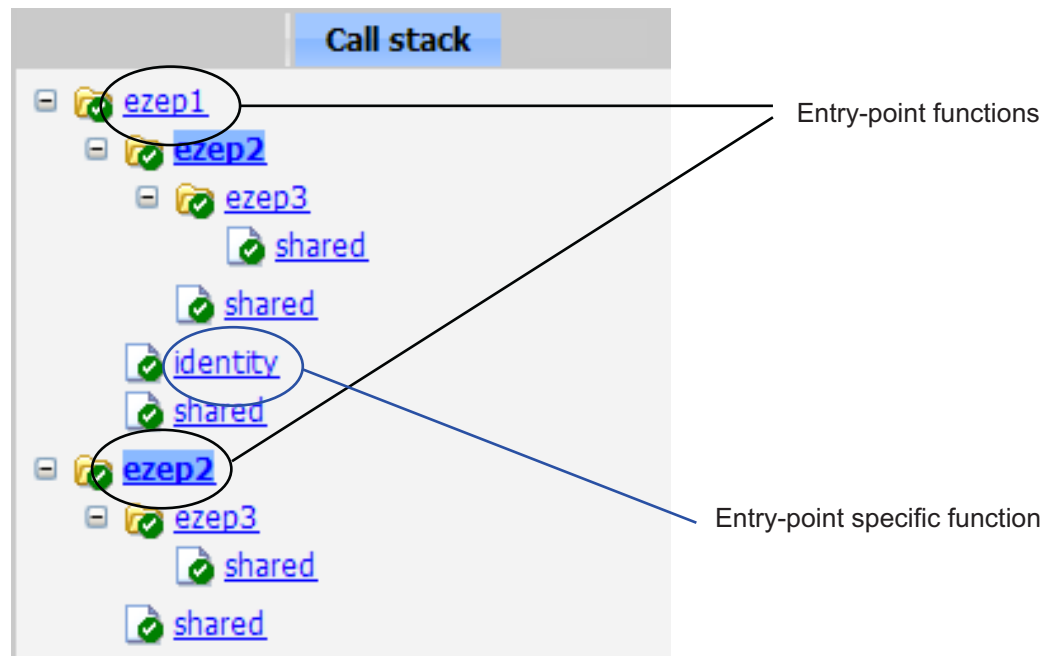 Call stack
ezep1
Entry-point functions
ezep2
ezep3
shared
shared
identity
shared
ezep2
ezep3
Entry-point specific function
shared
shared